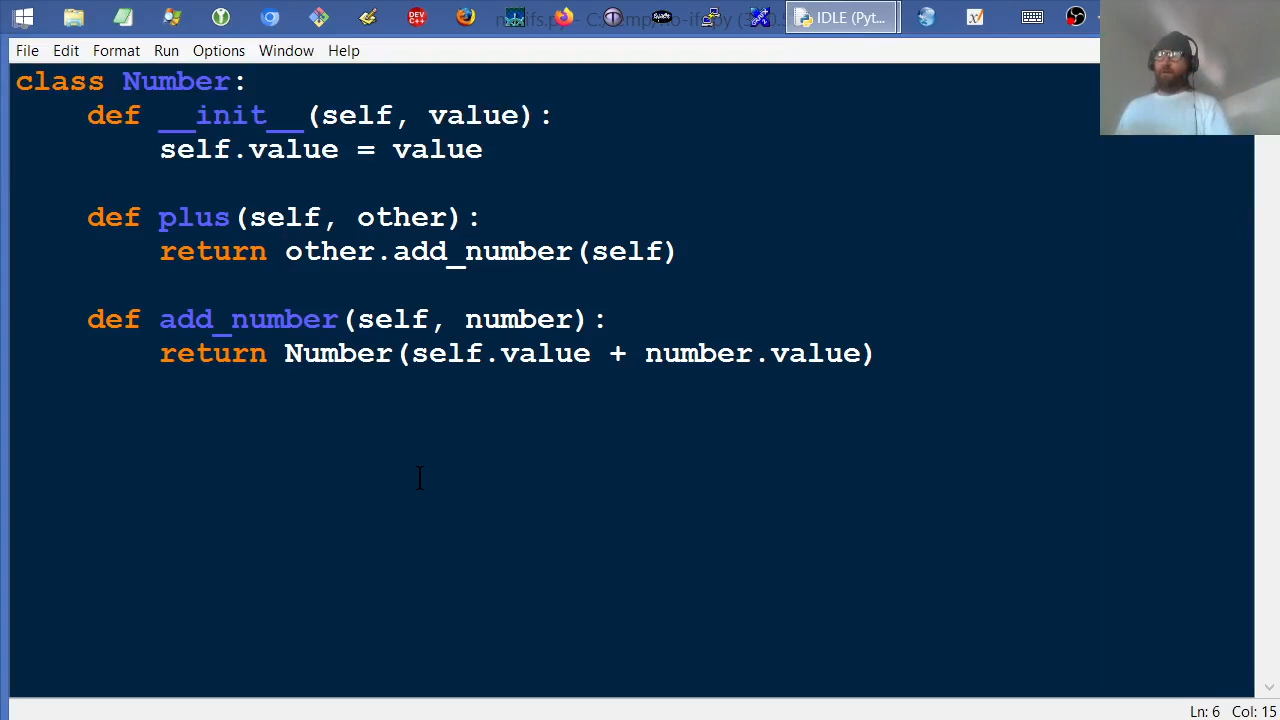 IDLE (Pyt...
File Edit Format Run Options Window Help
class Number:
    def __init__(self, value):
        self.value = value
    def plus(self, other):
        return other.add_number(self)
    def add_number(self, number):
        return Number(self.value + number.value)
Ln: 6 Col: 15